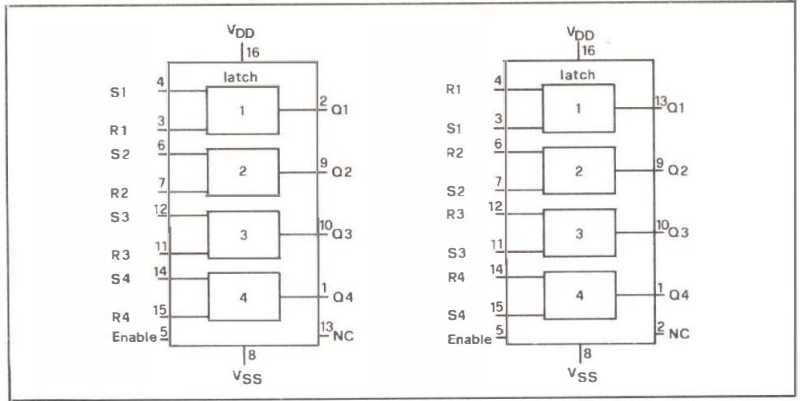 VDD
16
latch
4
S1
1
2
Q1
3
R1
6
S2
2
9
Q2
7
R2
12
S3
3
10
Q3
11
R3
14
S4
4
1
Q4
15
R4
Enable
5
13
NC
8
VSS
VDD
16
latch
4
R1
1
13
Q1
3
S1
6
R2
2
9
Q2
7
S2
12
R3
3
10
Q3
11
S3
14
R4
4
1
Q4
15
S4
Enable
5
2
NC
8
VSS